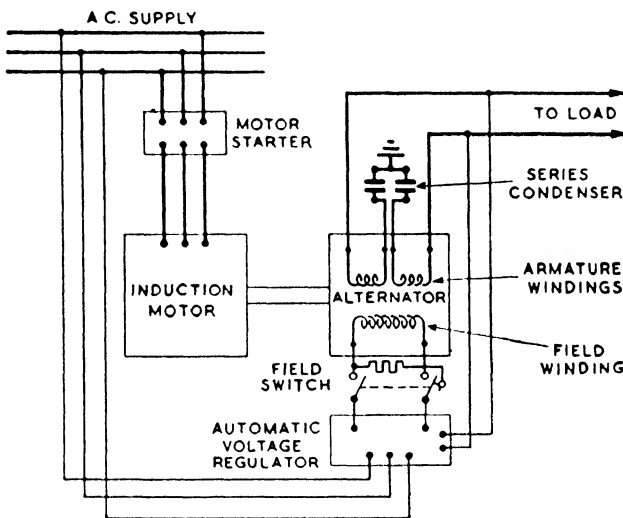 A.C. SUPPLY
TO LOAD
MOTOR
STARTER
SERIES
CONDENSER
INDUCTION
MOTOR
ALTERNATOR
ARMATURE
WINDINGS
FIELD
SWITCH
FIELD
WINDING
AUTOMATIC
VOLTAGE
REGULATOR